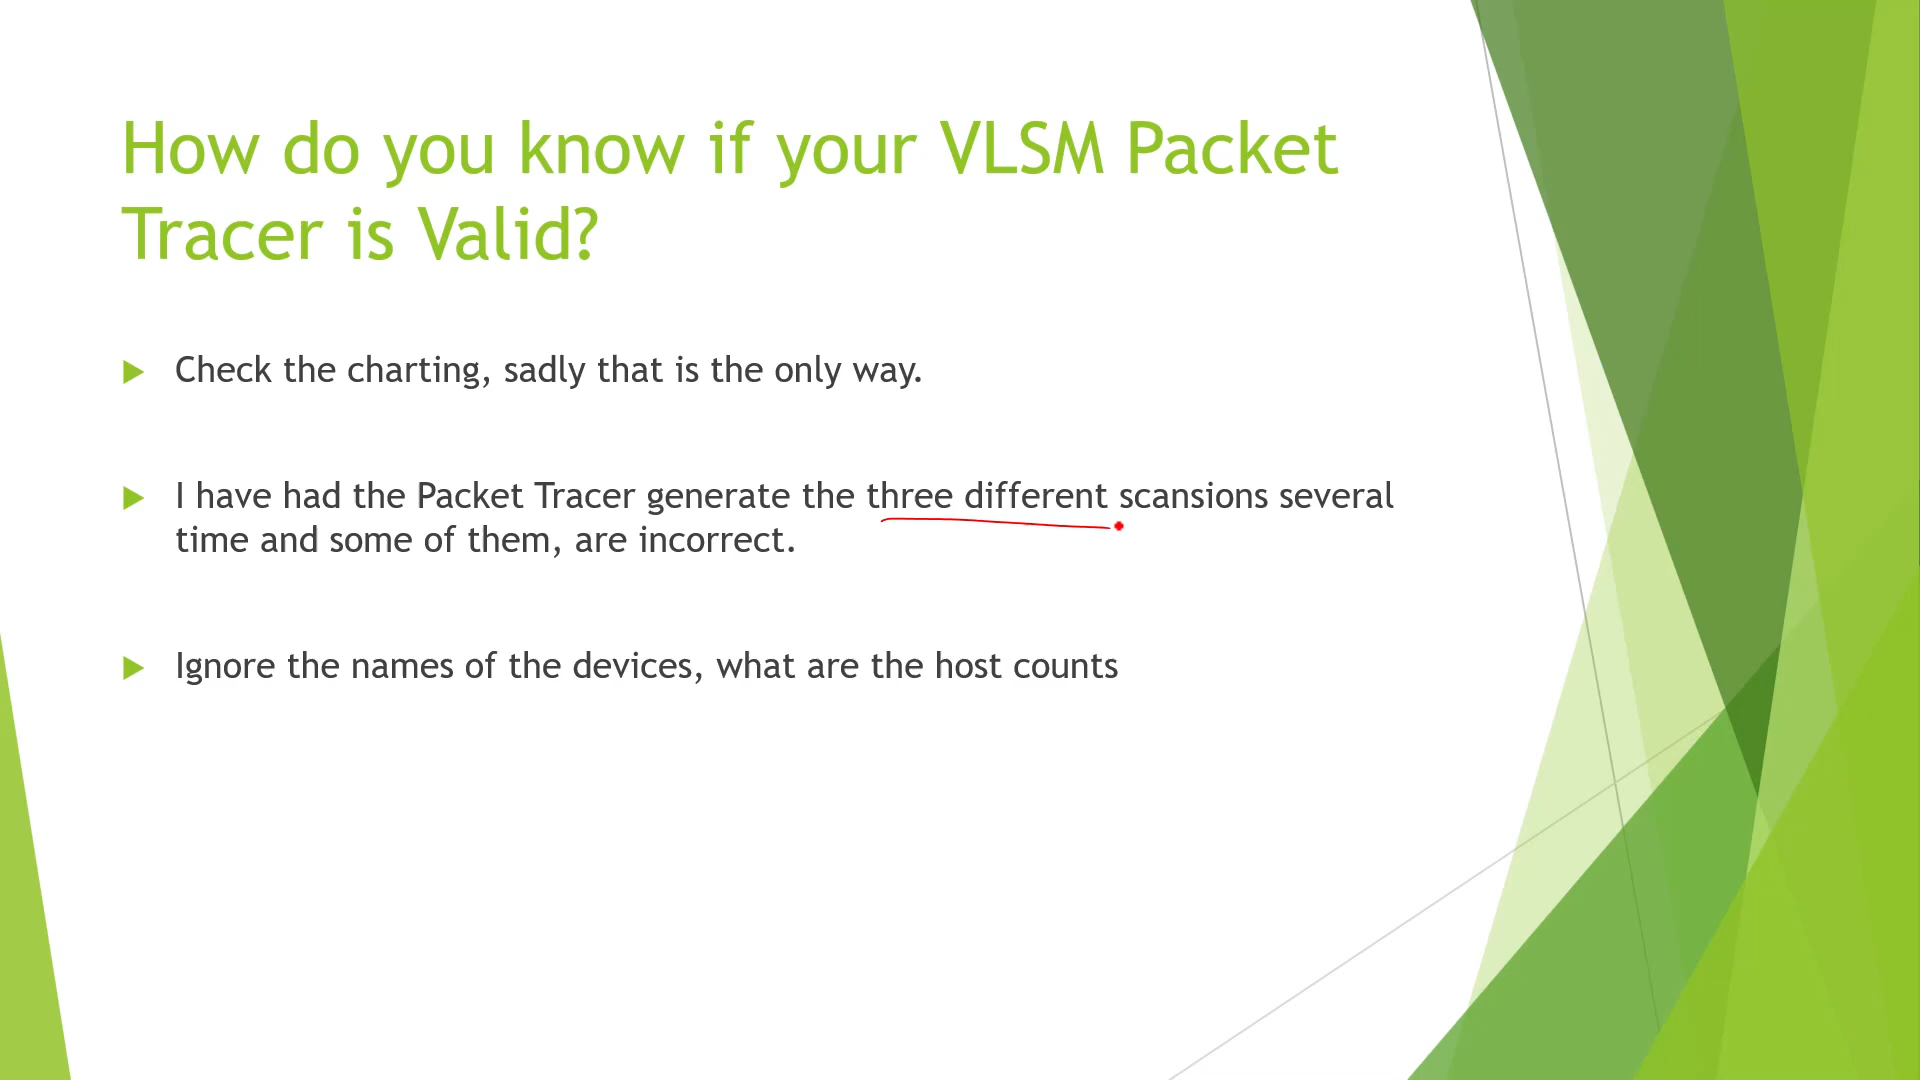 How do you know if your VLSM Packet
Tracer is Valid?
Check the charting, sadly that is the only way.
I have had the Packet Tracer generate the three different scansions several
time and some of them, are incorrect.
Ignore the names of the devices, what are the host counts